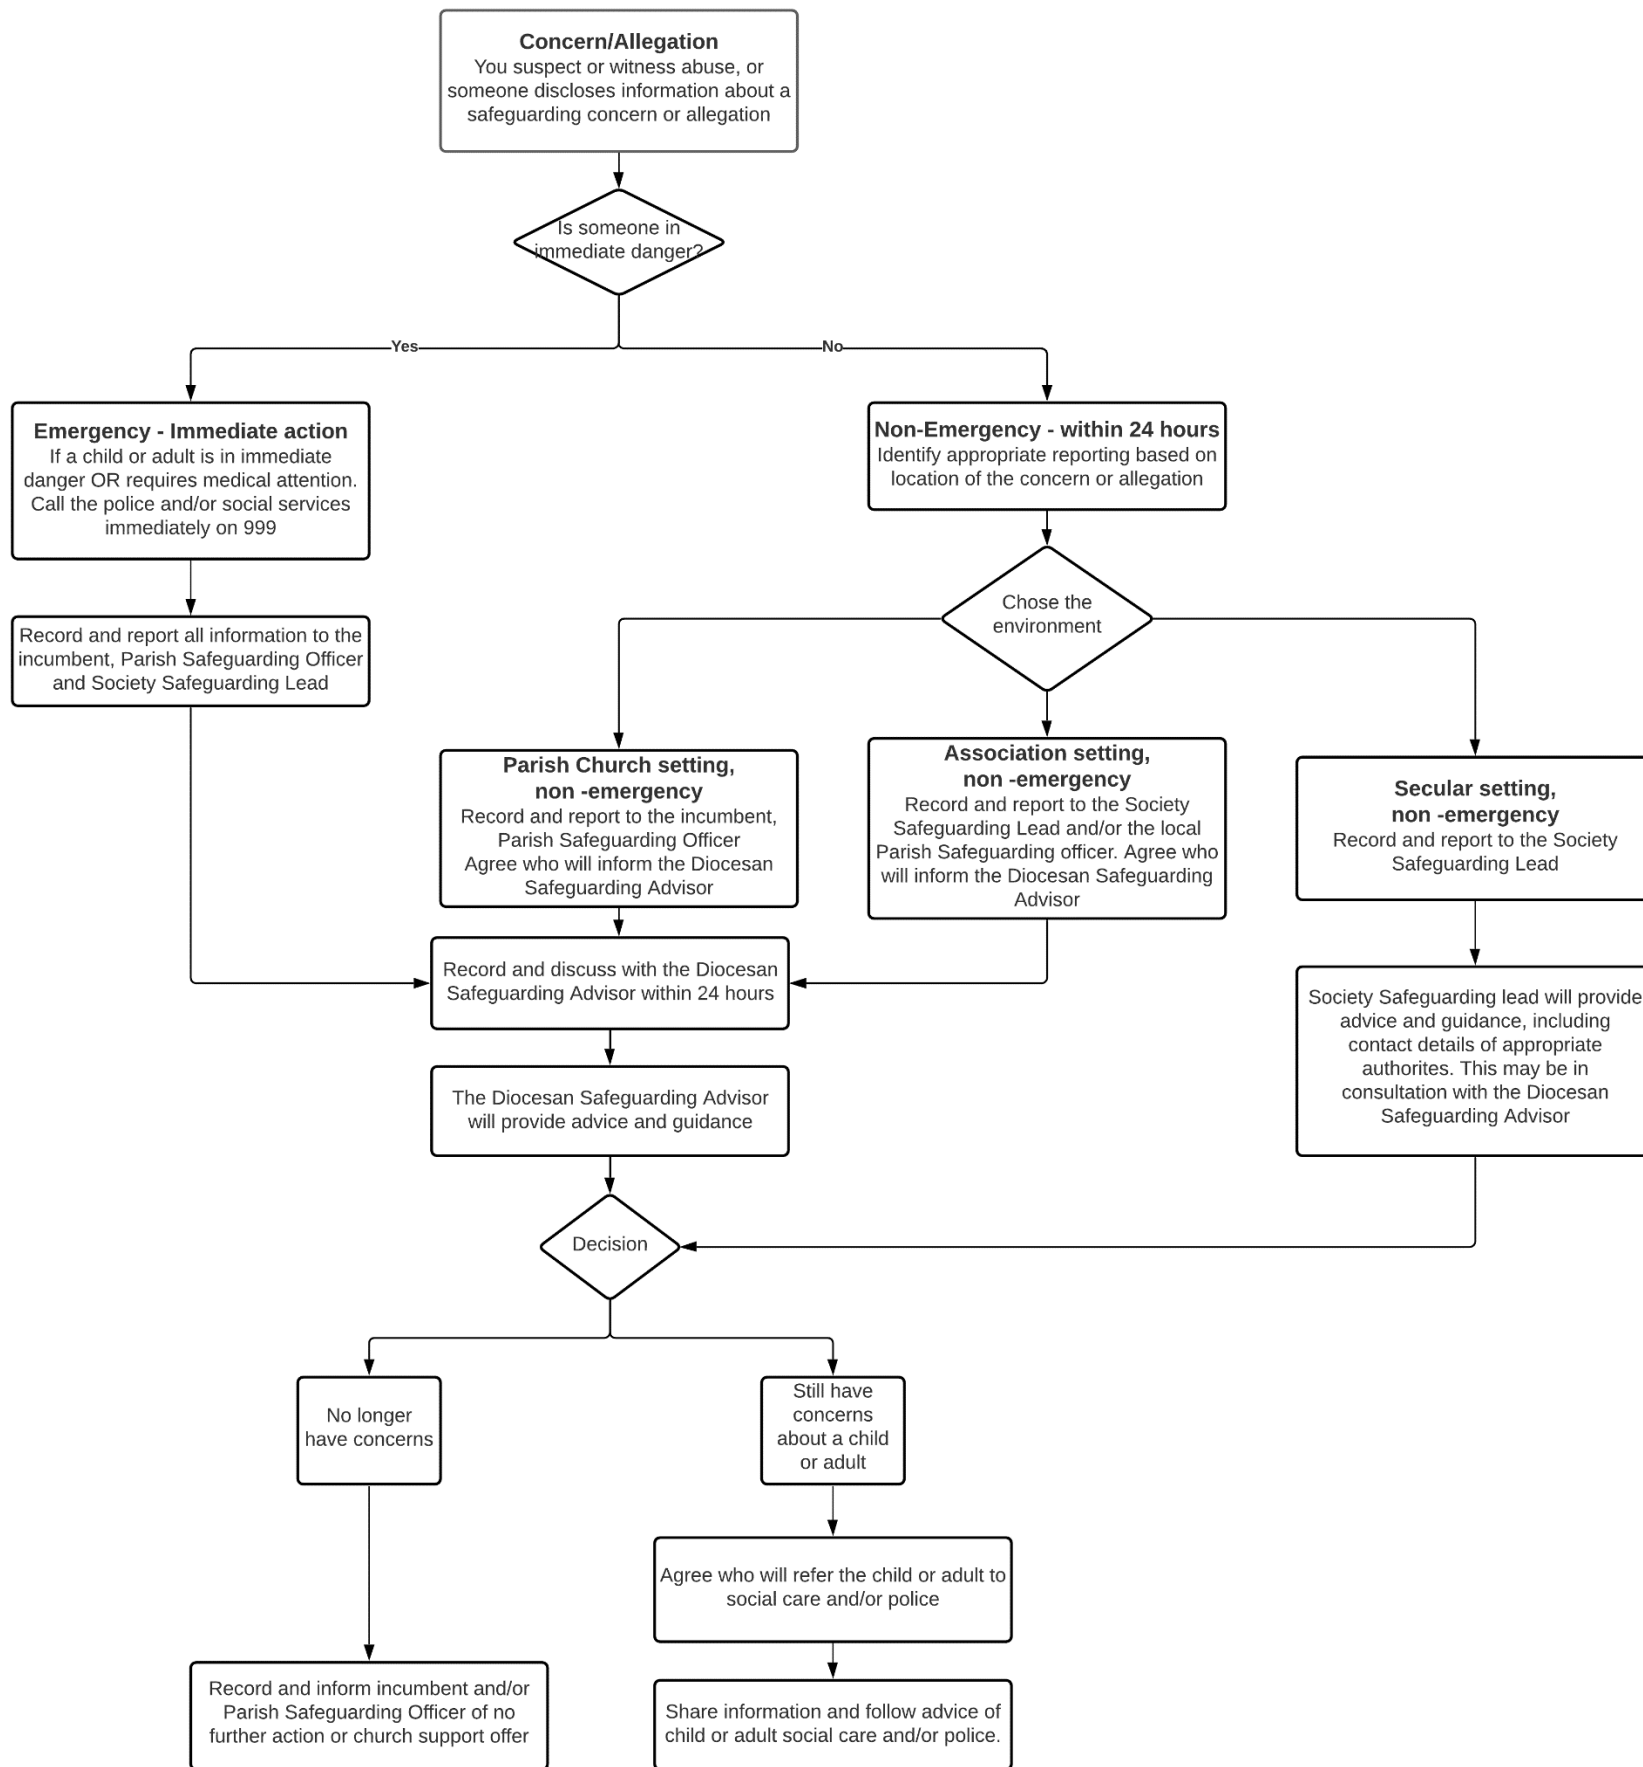 Concern/Allegation
You suspect or witness abuse, or
someone discloses information about a
safeguarding concern or allegation
Is someone in
immediate danger?
Yes
No
Emergency - Immediate action
If a child or adult is in immediate
danger OR requires medical attention.
Call the police and/or social services
immediately on 999
Non-Emergency - within 24 hours
Identify appropriate reporting based on
location of the concern or allegation
Record and report all information to the
incumbent, Parish Safeguarding Officer
and Society Safeguarding Lead
Chose the
environment
Parish Church setting,
non -emergency
Record and report to the incumbent,
Parish Safeguarding Officer
Agree who will inform the Diocesan
Safeguarding Advisor
Association setting,
non -emergency
Record and report to the Society
Safeguarding Lead and/or the local
Parish Safeguarding officer. Agree who
will inform the Diocesan Safeguarding
Advisor
Secular setting,
non -emergency
Record and report to the Society
Safeguarding Lead
Record and discuss with the Diocesan
Safeguarding Advisor within 24 hours
Society Safeguarding lead will provide
advice and guidance, including
contact details of appropriate
authorites. This may be in
consultation with the Diocesan
Safeguarding Advisor
The Diocesan Safeguarding Advisor
will provide advice and guidance
Decision
No longer
have concerns
Still have
concerns
about a child
or adult
Agree who will refer the child or adult to
social care and/or police
Record and inform incumbent and/or
Parish Safeguarding Officer of no
further action or church support offer
Share information and follow advice of
child or adult social care and/or police.